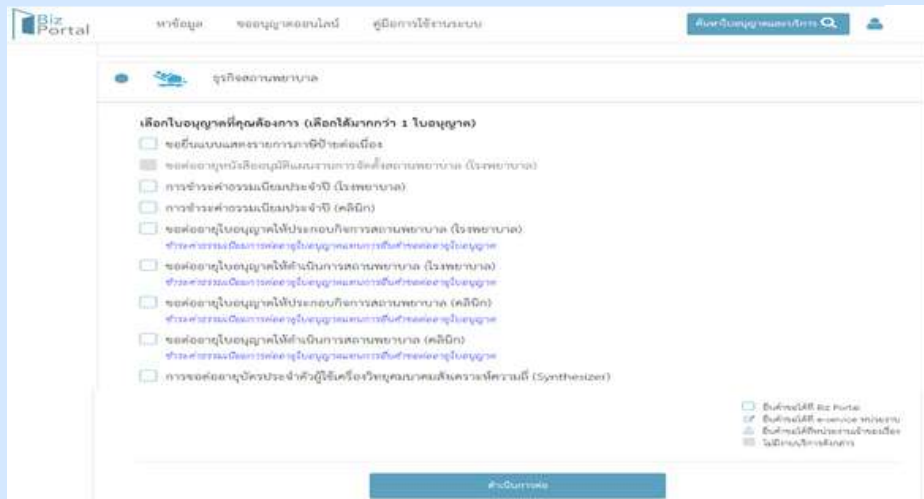 Biz
Portal
หาข้อมูล
ขออนุญาตออนไลน์
คู่มือการใช้งานระบบ
ค้นหาใบอนุญาตและบริการ
ธุรกิจสถานพยาบาล
เลือกใบอนุญาตที่คุณต้องการ (เลือกได้มากกว่า 1 ใบอนุญาต)
ขอยื่นแบบแสดงรายการภาษีป้ายต่อเนื่อง
ขอต่ออายุหนังสืออนุมัติแผนงานการจัดตั้งสถานพยาบาล (โรงพยาบาล)
การชำระค่าธรรมเนียมประจำปี (โรงพยาบาล)
การชำระค่าธรรมเนียมประจำปี (คลินิก)
ขอต่ออายุใบอนุญาตให้ประกอบกิจการสถานพยาบาล (โรงพยาบาล)
ชำระค่าธรรมเนียมการต่ออายุใบอนุญาตแทนการยื่นคำขอต่ออายุใบอนุญาต
ขอต่ออายุใบอนุญาตให้ดำเนินการสถานพยาบาล (โรงพยาบาล)
ชำระค่าธรรมเนียมการต่ออายุใบอนุญาตแทนการยื่นคำขอต่ออายุใบอนุญาต
ขอต่ออายุใบอนุญาตให้ประกอบกิจการสถานพยาบาล (คลินิก)
ชำระค่าธรรมเนียมการต่ออายุใบอนุญาตแทนการยื่นคำขอต่ออายุใบอนุญาต
ขอต่ออายุใบอนุญาตให้ดำเนินการสถานพยาบาล (คลินิก)
ชำระค่าธรรมเนียมการต่ออายุใบอนุญาตแทนการยื่นคำขอต่ออายุใบอนุญาต
การขอต่ออายุบัตรประจำตัวผู้ใช้เครื่องวิทยุคมนาคมสังเคราะห์ความถี่ (Synthesizer)
ยื่นคำขอได้ที่ Biz Portal
ยื่นคำขอได้ที่ e-service หน่วยงาน
ยื่นคำขอได้ที่หน่วยงานเจ้าของเรื่อง
ไม่มีงานบริการดังกล่าว
ดำเนินการต่อ